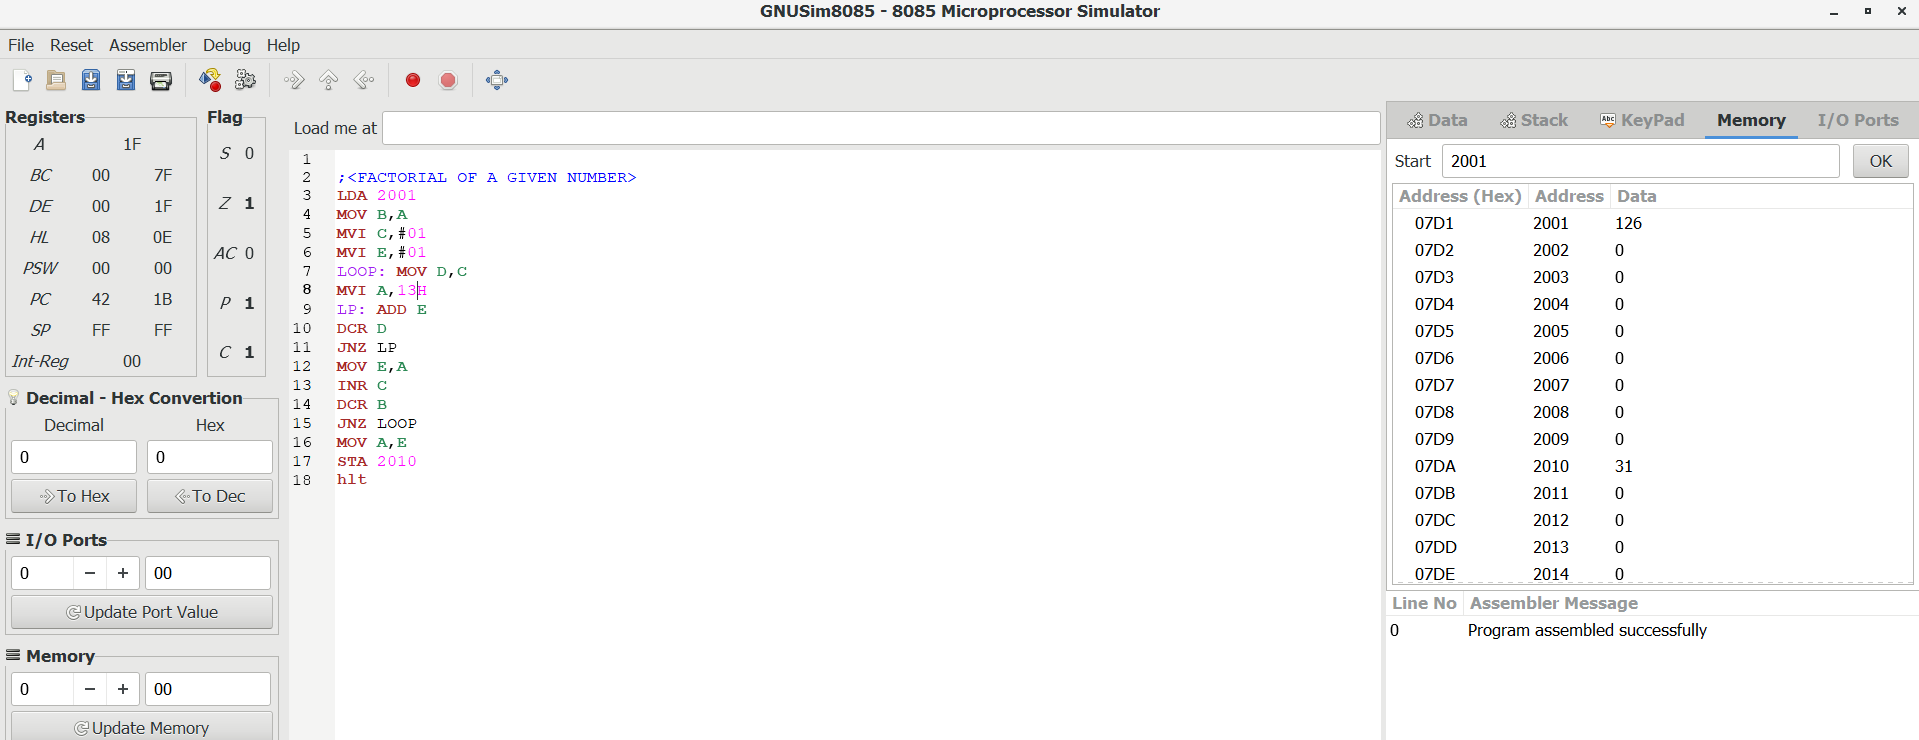 GNUSim8085 - 8085 Microprocessor Simulator
File Reset Assembler Debug Help
Registers
A 1F
BC 00 7F
DE 00 1F
HL 08 0E
PSW 00 00
PC 42 1B
SP FF FF
Int-Reg 00
Flag
S 0
Z 1
AC 0
P 1
C 1
Decimal - Hex Convertion
Decimal Hex
0 0
To Hex To Dec
I/O Ports
0 − + 00
Update Port Value
Memory
0 − + 00
Update Memory
Load me at
1
2 ;<FACTORIAL OF A GIVEN NUMBER>
3 LDA 2001
4 MOV B,A
5 MVI C,#01
6 MVI E,#01
7 LOOP: MOV D,C
8 MVI A,13H
9 LP: ADD E
10 DCR D
11 JNZ LP
12 MOV E,A
13 INR C
14 DCR B
15 JNZ LOOP
16 MOV A,E
17 STA 2010
18 hlt
Data Stack Abc KeyPad Memory I/O Ports
Start 2001 OK
Address (Hex) Address Data
07D1 2001 126
07D2 2002 0
07D3 2003 0
07D4 2004 0
07D5 2005 0
07D6 2006 0
07D7 2007 0
07D8 2008 0
07D9 2009 0
07DA 2010 31
07DB 2011 0
07DC 2012 0
07DD 2013 0
07DE 2014 0
Line No Assembler Message
0 Program assembled successfully